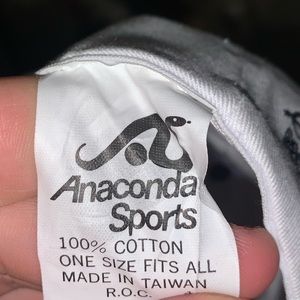 Anaconda
Sports
100% COTTON
ONE SIZE FITS ALL
MADE IN TAIWAN
R.O.C.